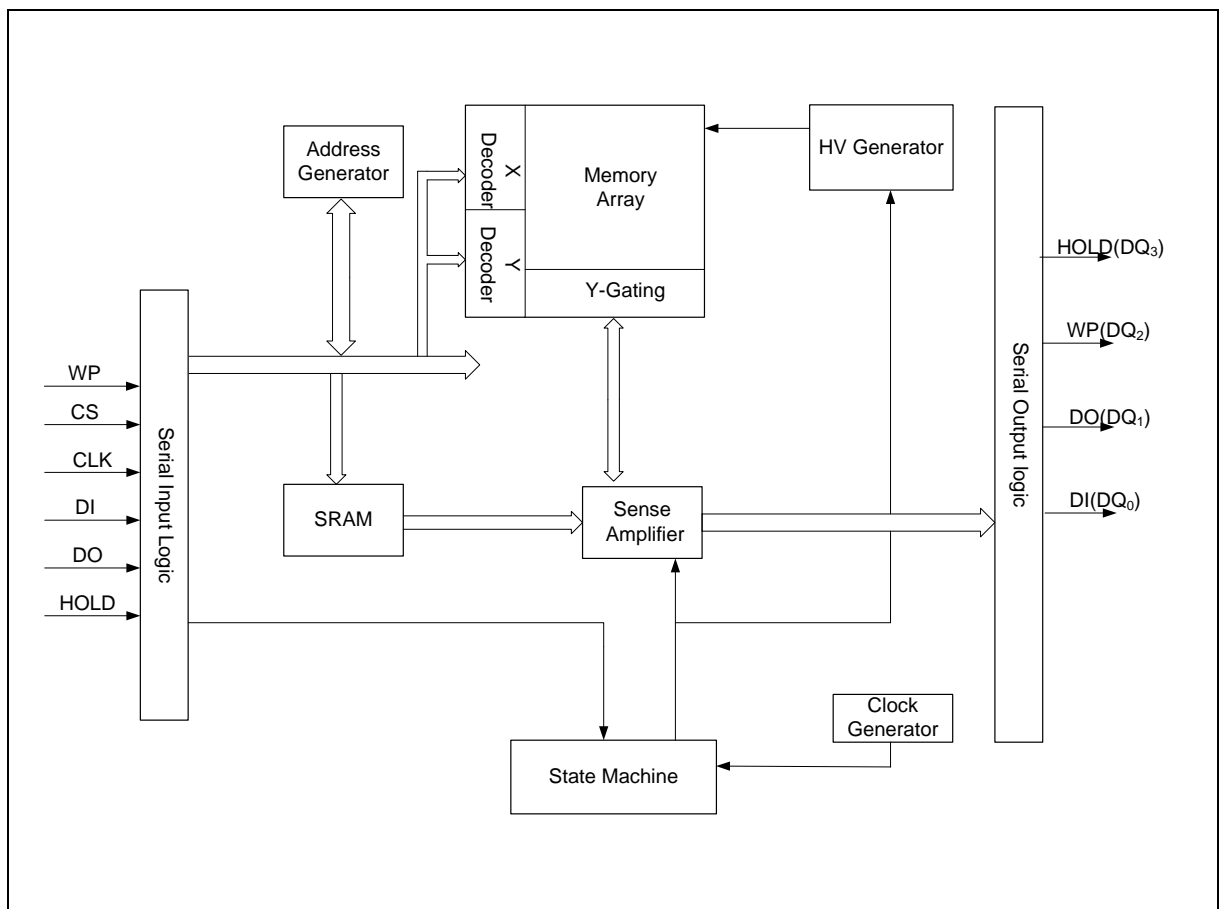 Address
Generator
X
Decoder
Y
Decoder
Memory
Array
Y-Gating
HV Generator
HOLD(DQ₃)
WP(DQ₂)
DO(DQ₁)
DI(DQ₀)
Serial Output logic
WP
CS
CLK
DI
DO
HOLD
Serial Input Logic
SRAM
Sense
Amplifier
Clock
Generator
State Machine